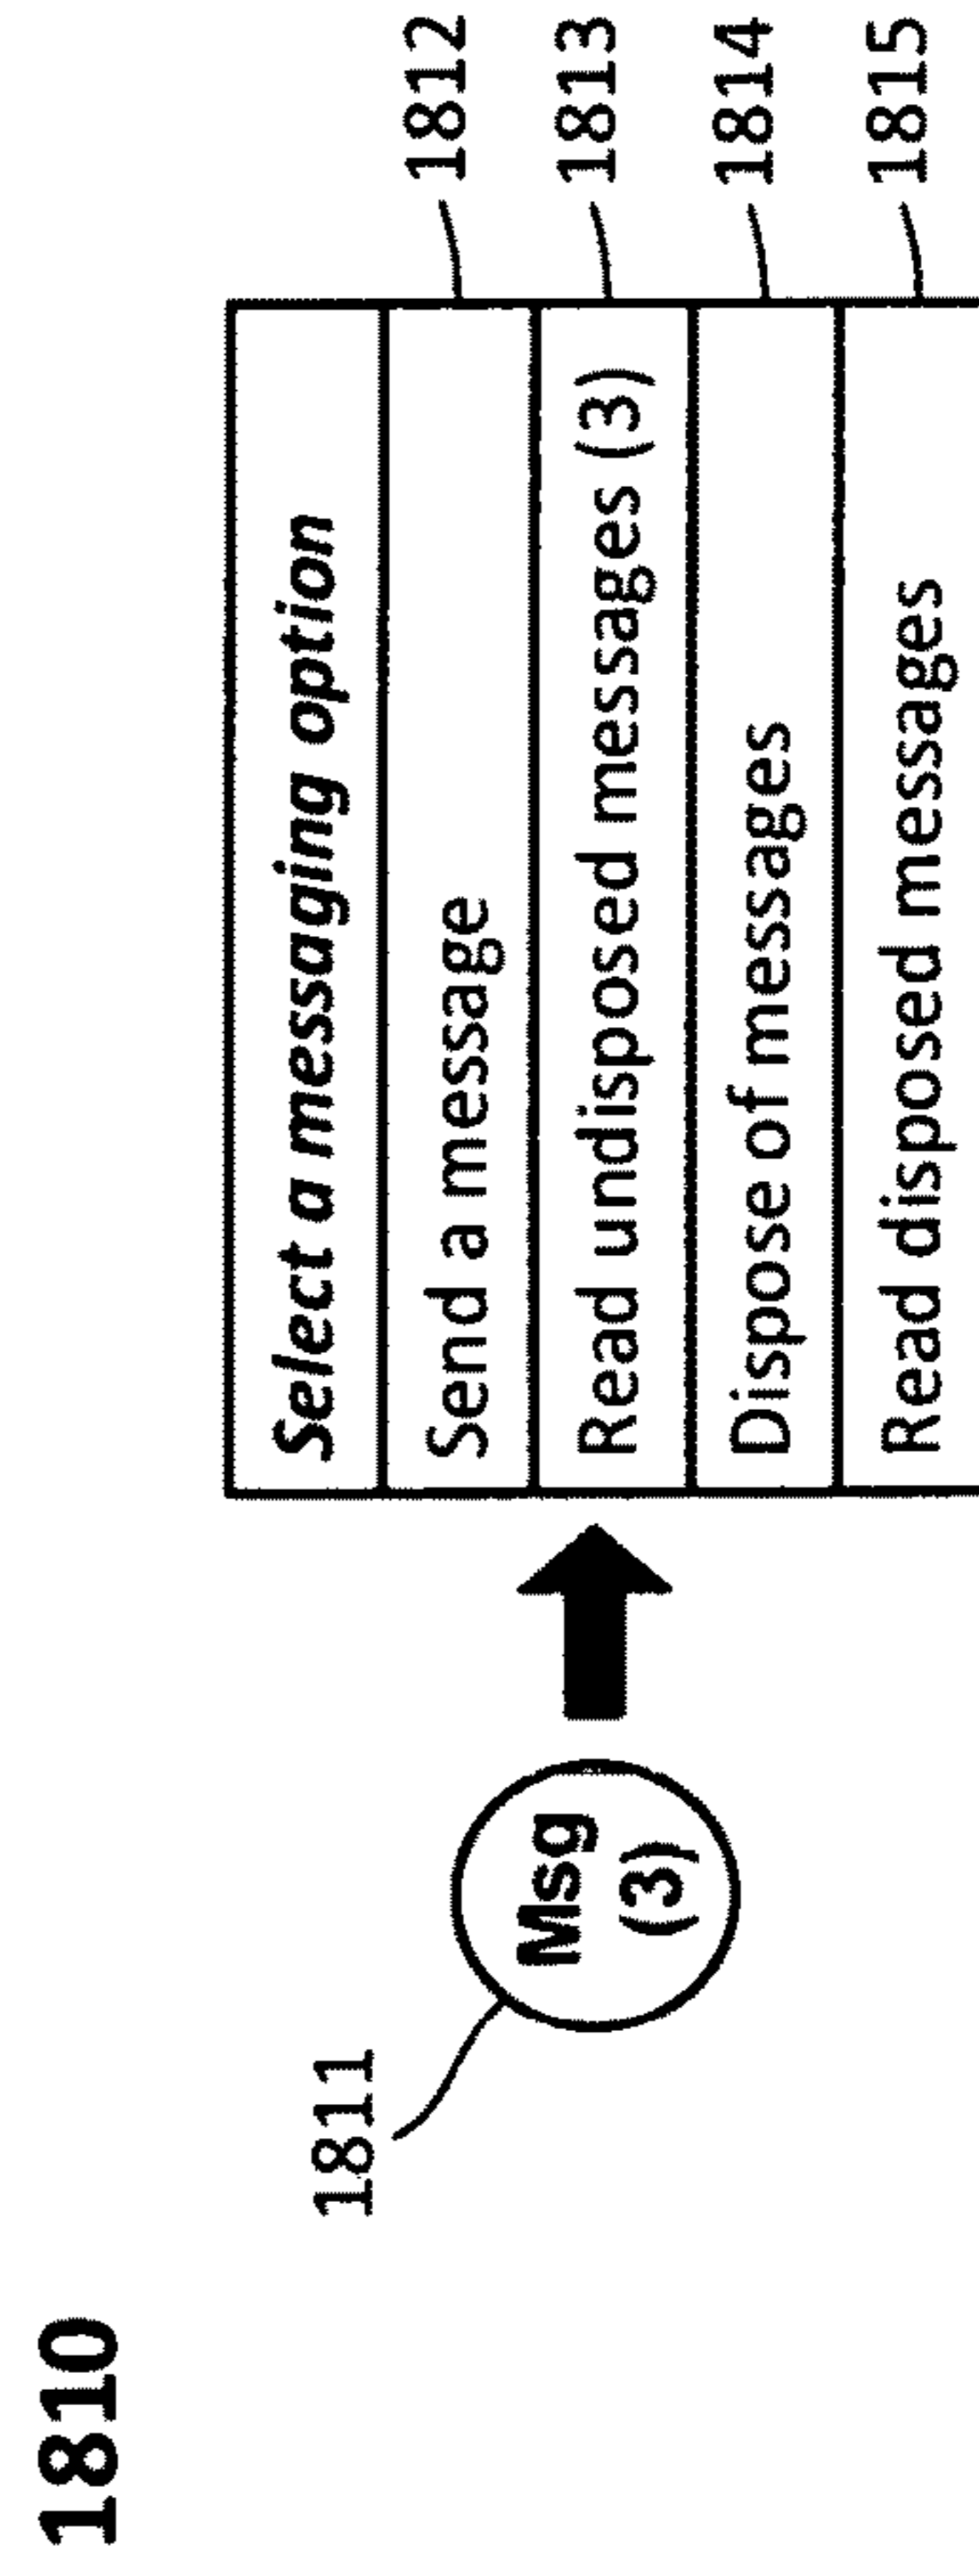 1810
1811
Msg
(3)
Select a messaging option
Send a message
1812
Read undisposed messages (3)
1813
Dispose of messages
1814
Read disposed messages
1815